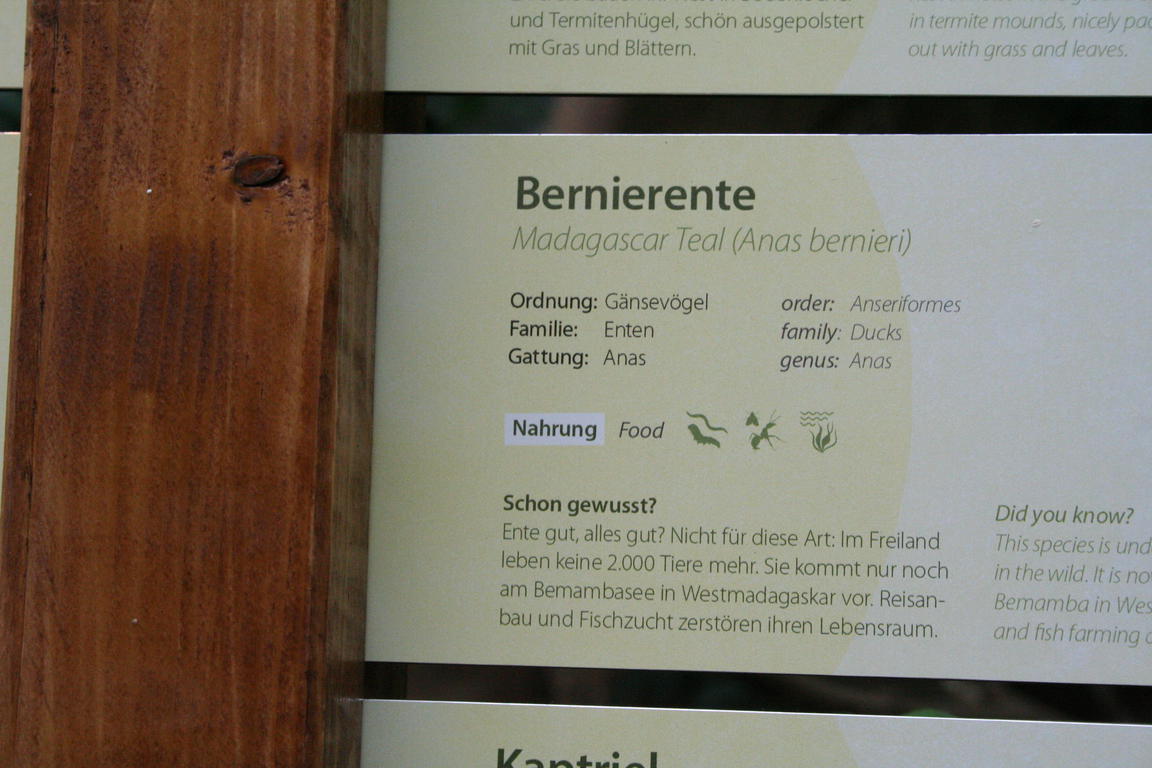 und Termitenhügel, schön ausgepolstert
mit Gras und Blättern.
in termite mounds, nicely
out with grass and leaves.
Bernierente
Madagascar Teal (Anas bernieri)
Ordnung: Gänsevögel
Familie: Enten
Gattung: Anas
order: Anseriformes
family: Ducks
genus: Anas
Nahrung Food
Schon gewusst?
Ente gut, alles gut? Nicht für diese Art: Im Freiland
leben keine 2.000 Tiere mehr. Sie kommt nur noch
am Bemambasee in Westmadagaskar vor. Reisan-
bau und Fischzucht zerstören ihren Lebensraum.
Did you know?
This species is
in the wild. It is
Bemamba in
and fish farming